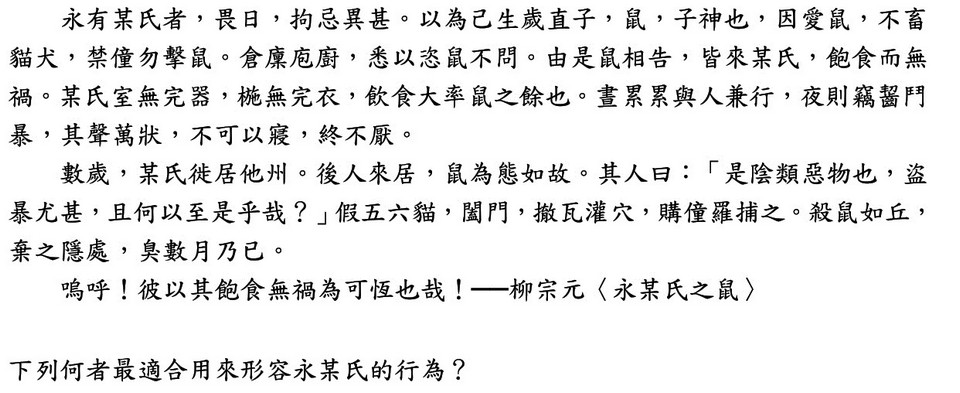 永有某氏者，畏日，拘忌異甚。以為己生歲直子，鼠，子神也，因愛鼠，不畜
貓犬，禁僮勿擊鼠。倉廩庖廚，悉以恣鼠不問。由是鼠相告，皆來某氏，飽食而無
禍。某氏室無完器，椸無完衣，飲食大率鼠之餘也。晝累累與人兼行，夜則竊齧鬥
暴，其聲萬狀，不可以寢，終不厭。
數歲，某氏徙居他州。後人來居，鼠為態如故。其人曰：「是陰類惡物也，盜
暴尤甚，且何以至是乎哉？」假五六貓，闔門，撤瓦灌穴，購僮羅捕之。殺鼠如丘，
棄之隱處，臭數月乃已。
嗚呼！彼以其飽食無禍為可恆也哉！──柳宗元〈永某氏之鼠〉
下列何者最適合用來形容永某氏的行為？